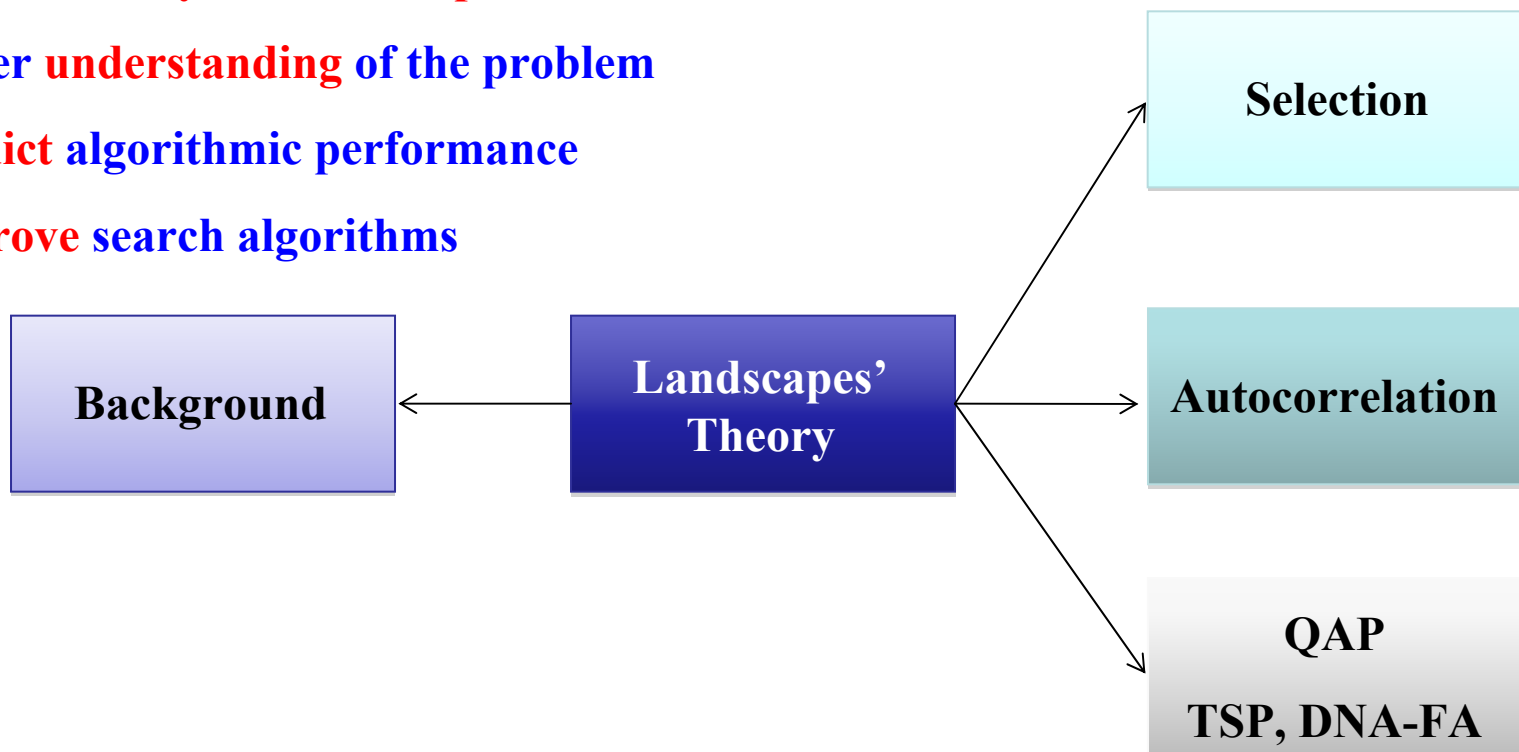 er understanding of the problem
ict algorithmic performance
rove search algorithms
Selection
Background
Landscapes’
Theory
Autocorrelation
QAP
TSP, DNA-FA